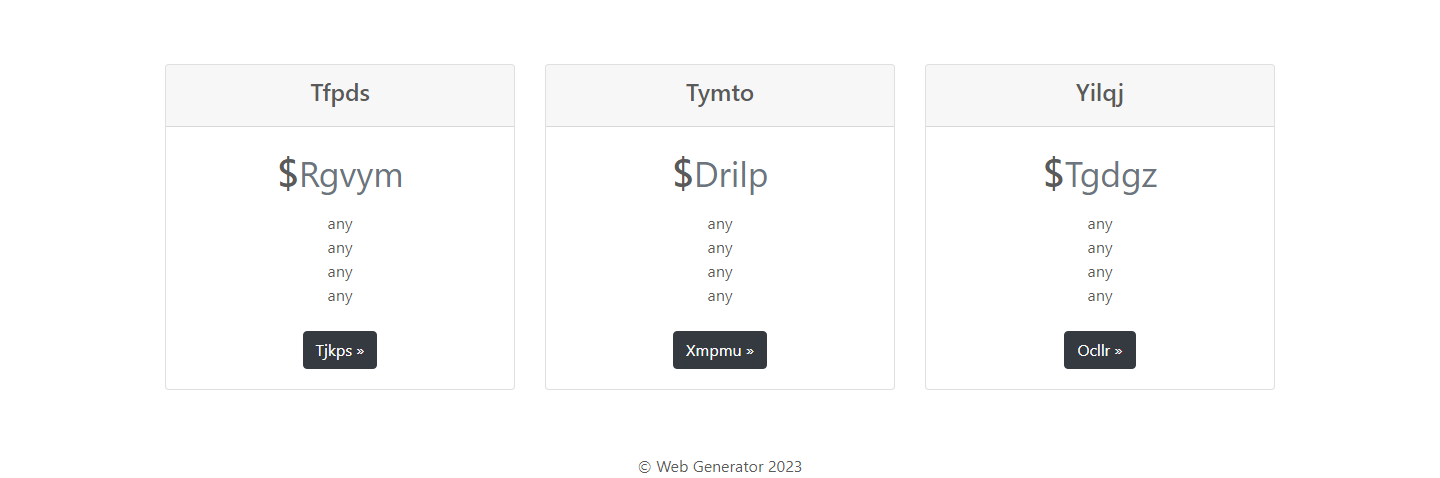 Tfpds
$Rgvym
any
any
any
any
Tjkps »
Tymto
$Drilp
any
any
any
any
Xmpmu »
Yilqj
$Tgdgz
any
any
any
any
Ocllr »
© Web Generator 2023